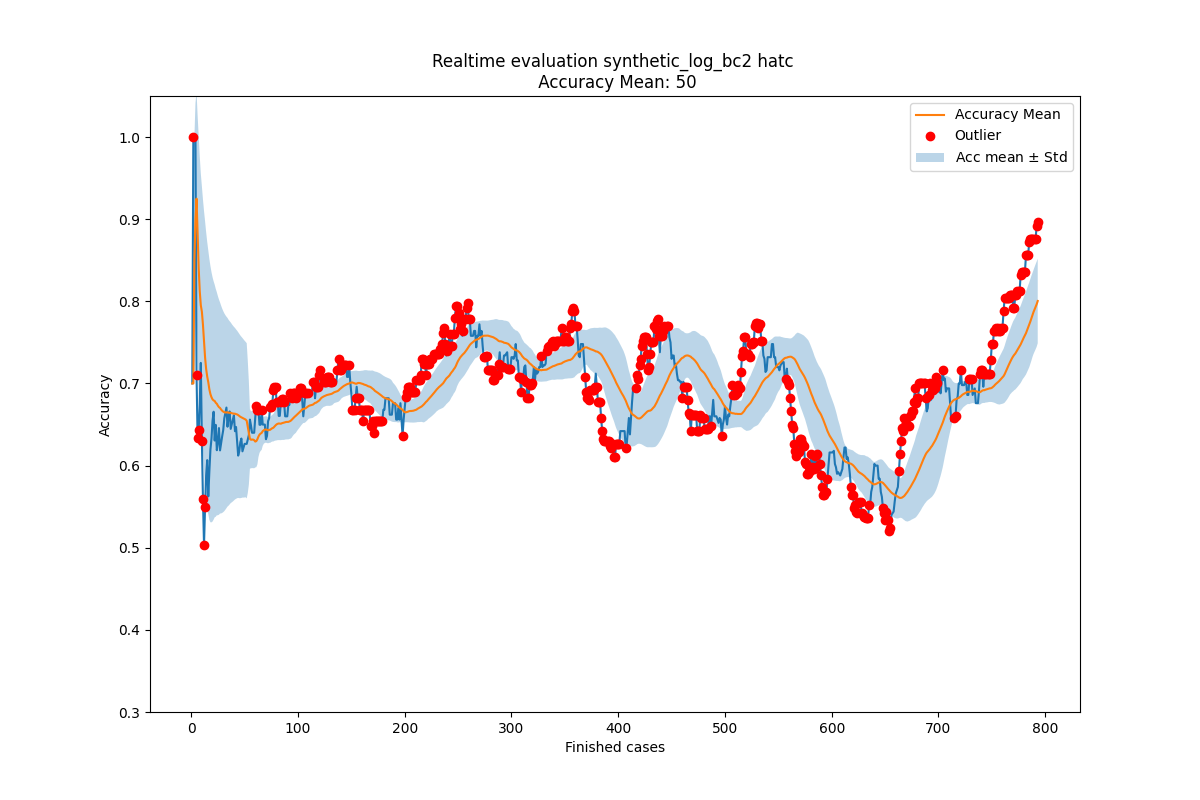 Realtime evaluation synthetic_log_bc2 hatc
Accuracy Mean: 50
Accuracy Mean
Outlier
Acc mean ± Std
1.0
0.9
0.8
0.7
0.6
0.5
0.4
0.3
Accuracy
0 100 200 300 400 500 600 700 800
Finished cases